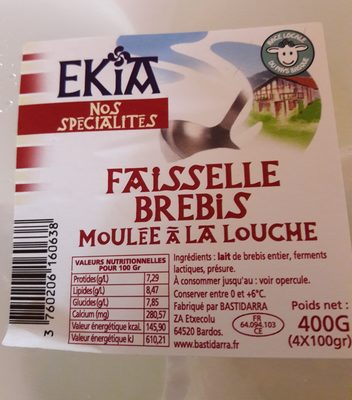 EKiA
RACE LOCALE
DU PAYS BASQUE
NOS
SPÉCIALITÉS
FAISSELLE
BREBIS
MOULÉE À LA LOUCHE
VALEURS NUTRITIONNELLES
POUR 100 Gr
Protides(g/L) 7,29
Lipides(g/L) 8,47
Glucides(g/L) 7,85
Calcium (mg) 280,57
Valeur énergétique kcaL 145,90
Valeur énergétique kJ 610,21
Ingrédients : lait de brebis entier, ferments
lactiques, présure.
À consommer jusqu'au : voir opercule.
Conserver entre 0 et +6°C.
Fabriqué par BASTIDARRA
ZA Etxecolu
64520 Bardos.
www.bastidarra.fr
FR
64.094.103
CE
Poids net :
400G
(4X100gr)
3 760206 160638